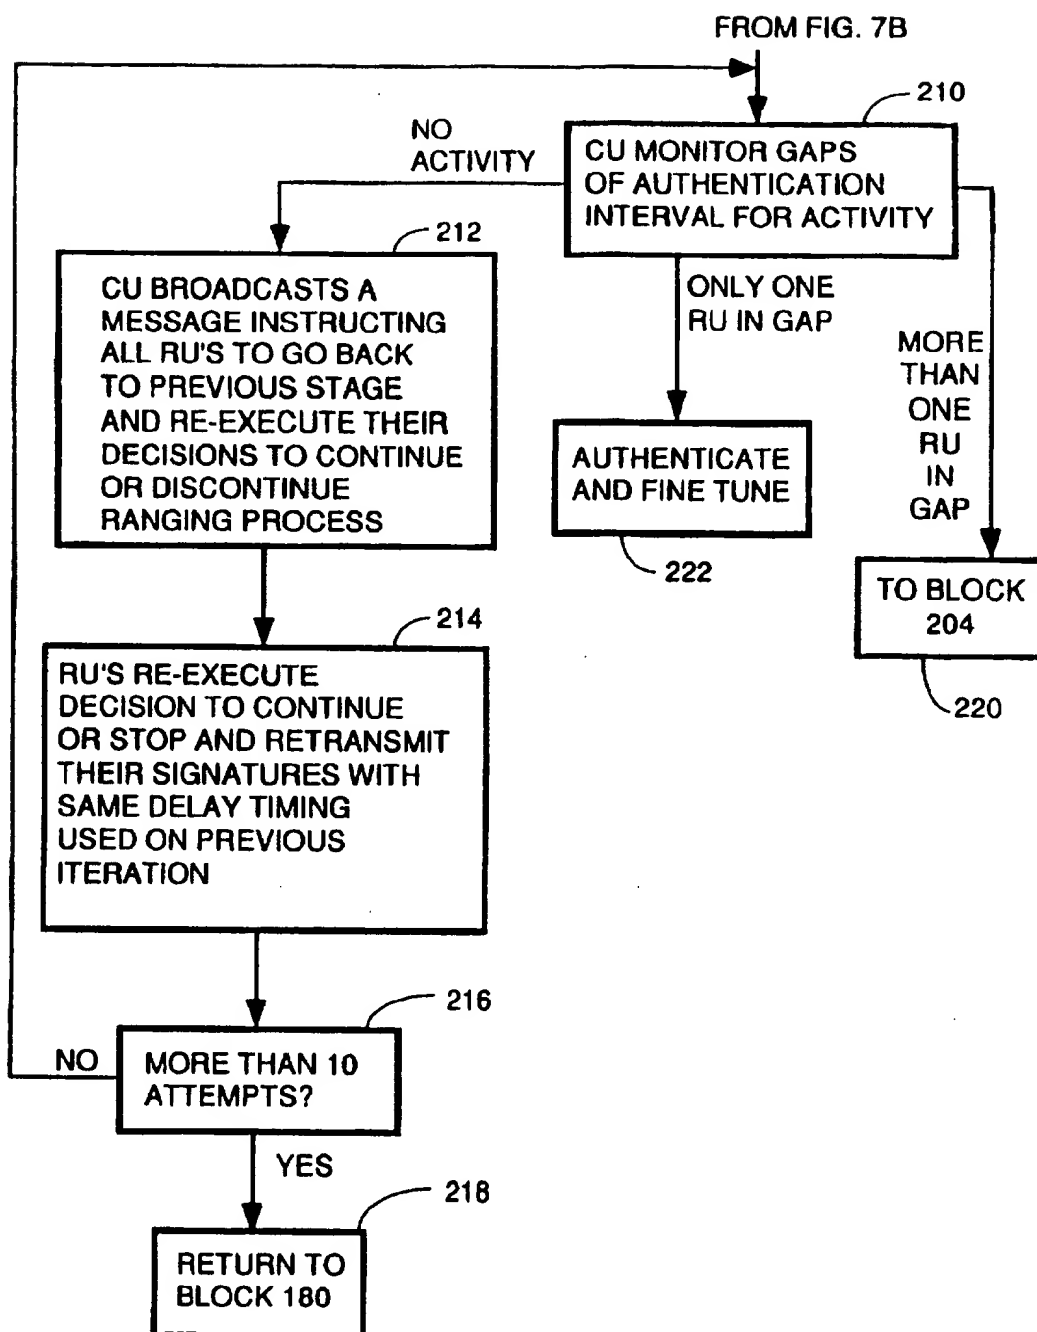 FROM FIG. 7B
210
NO
ACTIVITY
CU MONITOR GAPS
OF AUTHENTICATION
INTERVAL FOR ACTIVITY
212
CU BROADCASTS A
MESSAGE INSTRUCTING
ALL RU'S TO GO BACK
TO PREVIOUS STAGE
AND RE-EXECUTE THEIR
DECISIONS TO CONTINUE
OR DISCONTINUE
RANGING PROCESS
ONLY ONE
RU IN GAP
MORE
THAN
ONE
RU
IN
GAP
AUTHENTICATE
AND FINE TUNE
222
TO BLOCK
204
220
214
RU'S RE-EXECUTE
DECISION TO CONTINUE
OR STOP AND RETRANSMIT
THEIR SIGNATURES WITH
SAME DELAY TIMING
USED ON PREVIOUS
ITERATION
216
NO
MORE THAN 10
ATTEMPTS?
YES
218
RETURN TO
BLOCK 180